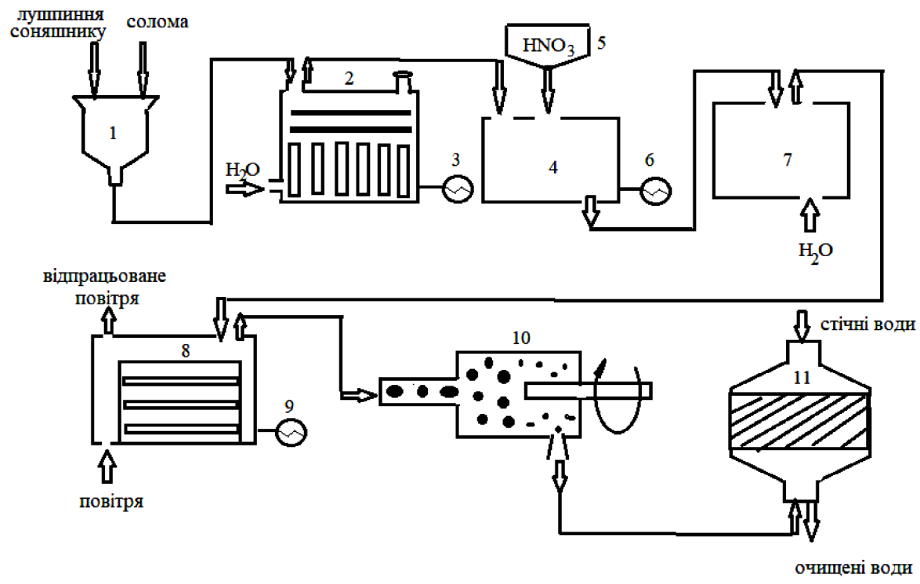 лушпиння
соняшнику
солома
1
2
H2O
3
HNO3
5
4
6
7
H2O
відпрацьоване
повітря
8
9
повітря
10
стічні води
11
очищені води